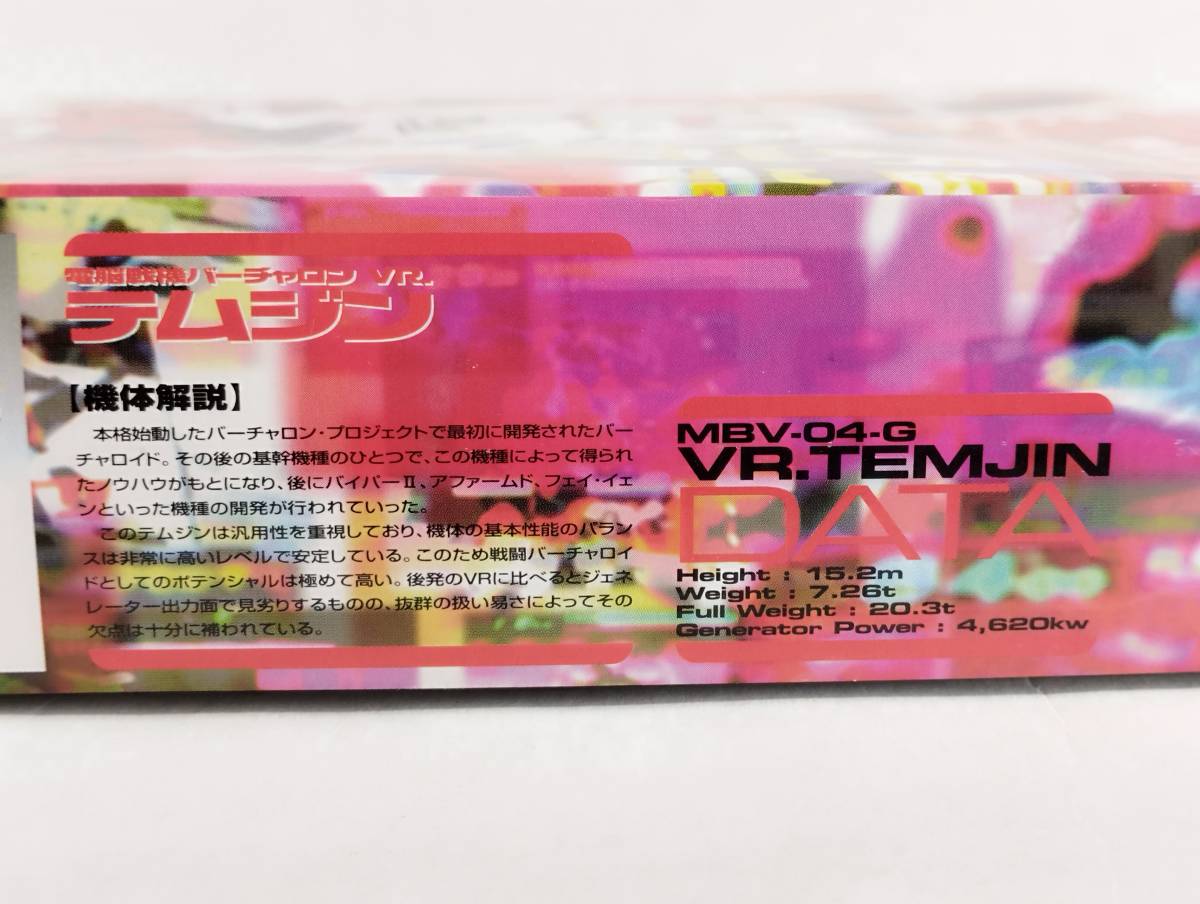 電脳戦機バーチャロン VR.
テムジン
【機体解説】
本格始動したバーチャロン・プロジェクトで最初に開発されたバー
チャロイド。その後の基幹機種のひとつで、この機種によって得られ
たノウハウがもとになり、後にバイパーⅡ、アファームド、フェイ・イェ
ンといった機種の開発が行われていった。
このテムジンは汎用性を重視しており、機体の基本性能のバラン
スは非常に高いレベルで安定している。このため戦闘バーチャロイ
ドとしてのポテンシャルは極めて高い。後発のVRに比べるとジェネ
レーター出力面で見劣りするものの、抜群の扱い易さによってその
欠点は十分に補われている。
MBV-04-G
VR.TEMJIN
DATA
Height : 15.2m
Weight : 7.26t
Full Weight : 20.3t
Generator Power : 4,620kw